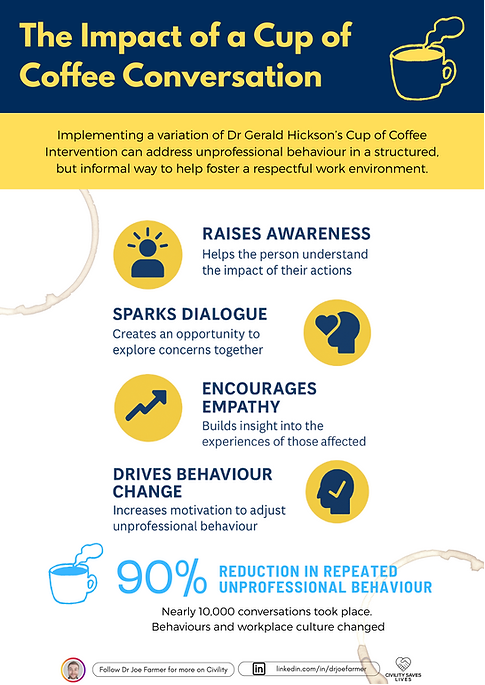 The Impact of a Cup of
Coffee Conversation
Implementing a variation of Dr Gerald Hickson's Cup of Coffee
Intervention can address unprofessional behaviour in a structured,
but informal way to help foster a respectful work environment.
RAISES AWARENESS
Helps the person understand
the impact of their actions
SPARKS DIALOGUE
Creates an opportunity to
explore concerns together
ENCOURAGES
EMPATHY
Builds insight into the
experiences of those affected
DRIVES BEHAVIOUR
CHANGE
Increases motivation to adjust
unprofessional behaviour
90%
REDUCTION IN REPEATED
UNPROFESSIONAL BEHAVIOUR
Nearly 10,000 conversations took place.
Behaviours and workplace culture changed
Follow Dr Joe Farmer for more on Civility
in
linkedin.com/in/drjoefarmer
CIVILITY SAVES
LIVES